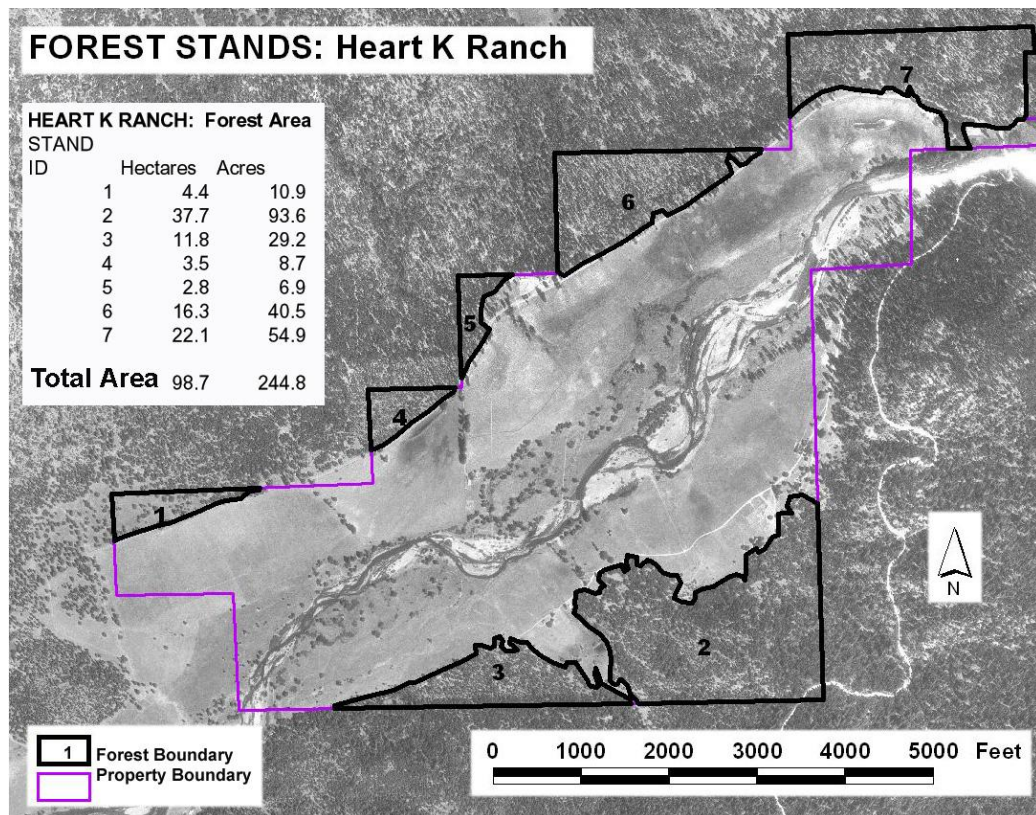 FOREST STANDS: Heart K Ranch
HEART K RANCH: Forest Area
STAND
ID Hectares Acres
1 4.4 10.9
2 37.7 93.6
3 11.8 29.2
4 3.5 8.7
5 2.8 6.9
6 16.3 40.5
7 22.1 54.9
Total Area 98.7 244.8
7
6
5
4
1
2
3
N
1 Forest Boundary
Property Boundary
0 1000 2000 3000 4000 5000 Feet